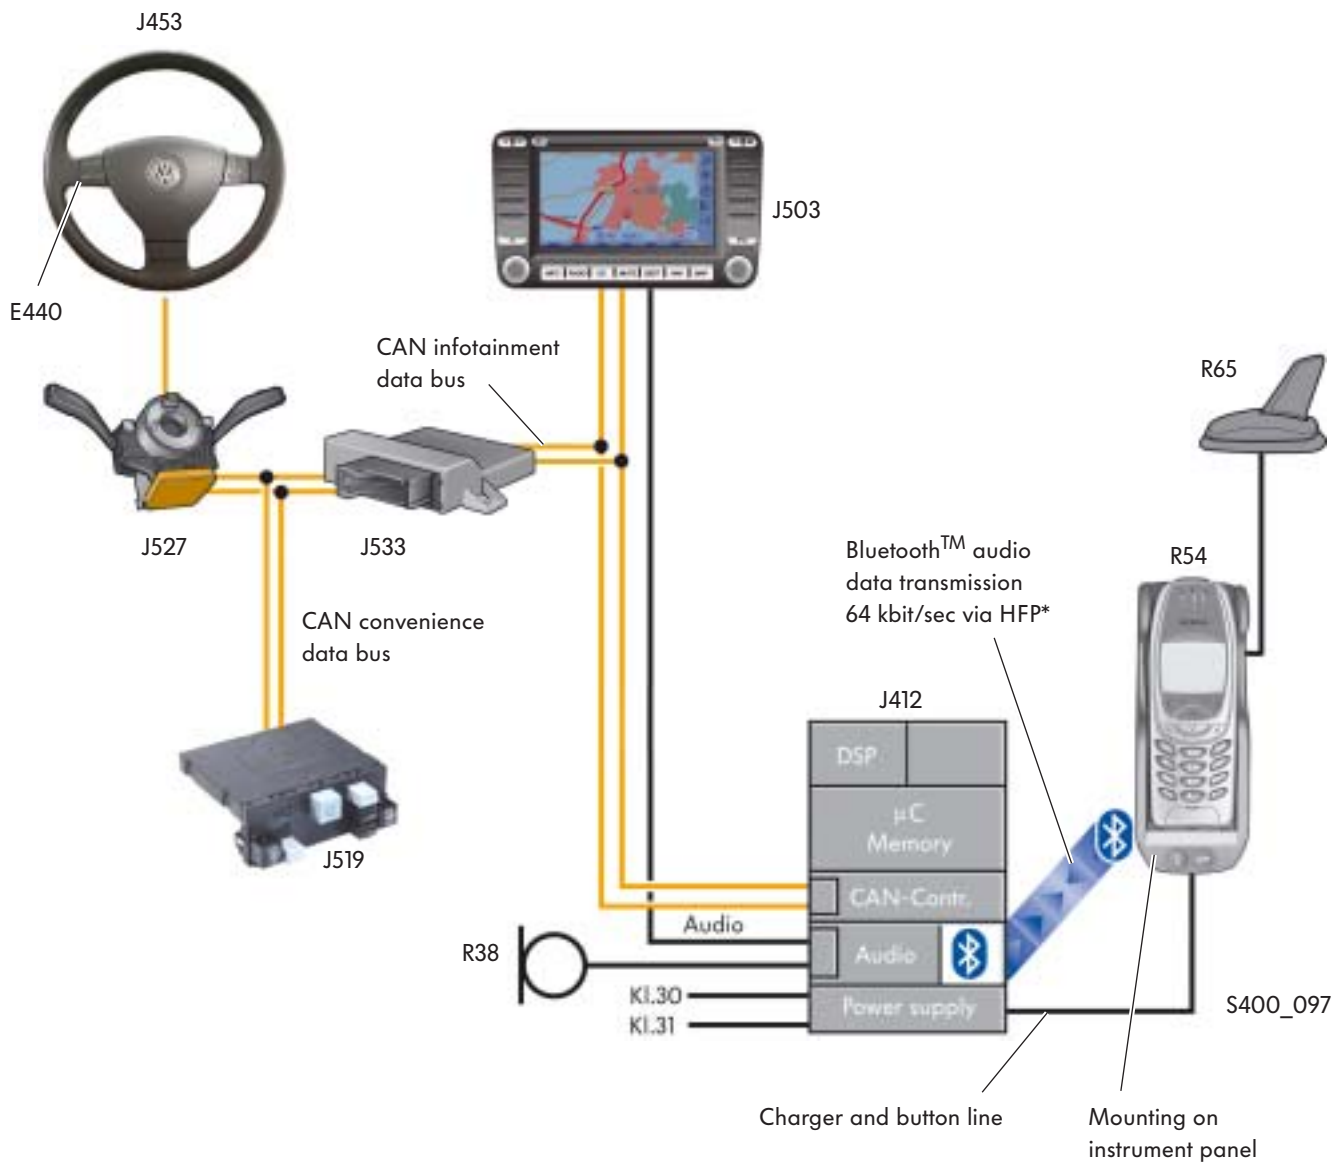 J453
J503
E440
CAN infotainment
data bus
R65
J527
J533
Bluetooth™ audio
data transmission
64 kbit/sec via HFP*
R54
CAN convenience
data bus
J412
DSP
µC
Memory
J519
CAN-Contr.
Audio
R38
Audio
Kl.30
Kl.31
Power supply
S400_097
Charger and button line
Mounting on
instrument panel